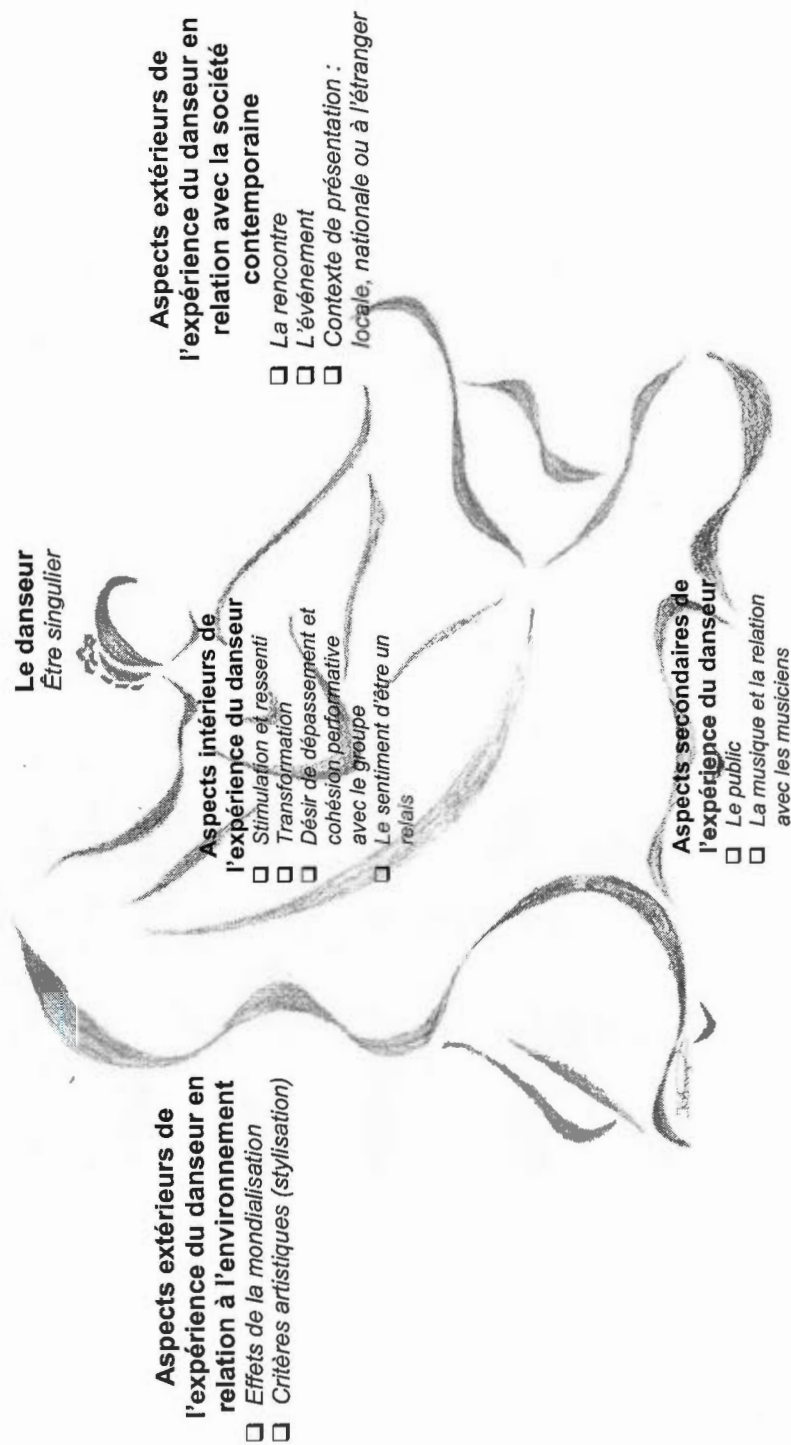 Le danseur
Être singulier
Aspects extérieurs de
l'expérience du danseur en
relation à l'environnement
❑ Effets de la mondialisation
❑ Critères artistiques (stylisation)
Aspects intérieurs de
l'expérience du danseur
❑ Stimulation et ressenti
❑ Transformation
❑ Désir de dépassement et
cohésion performative
avec le groupe
❑ Le sentiment d'être un
relais
Aspects extérieurs de
l'expérience du danseur en
relation avec la société
contemporaine
❑ La rencontre
❑ L'événement
❑ Contexte de présentation :
locale, nationale ou à l'étranger
Aspects secondaires de
l'expérience du danseur
❑ Le public
❑ La musique et la relation
avec les musiciens